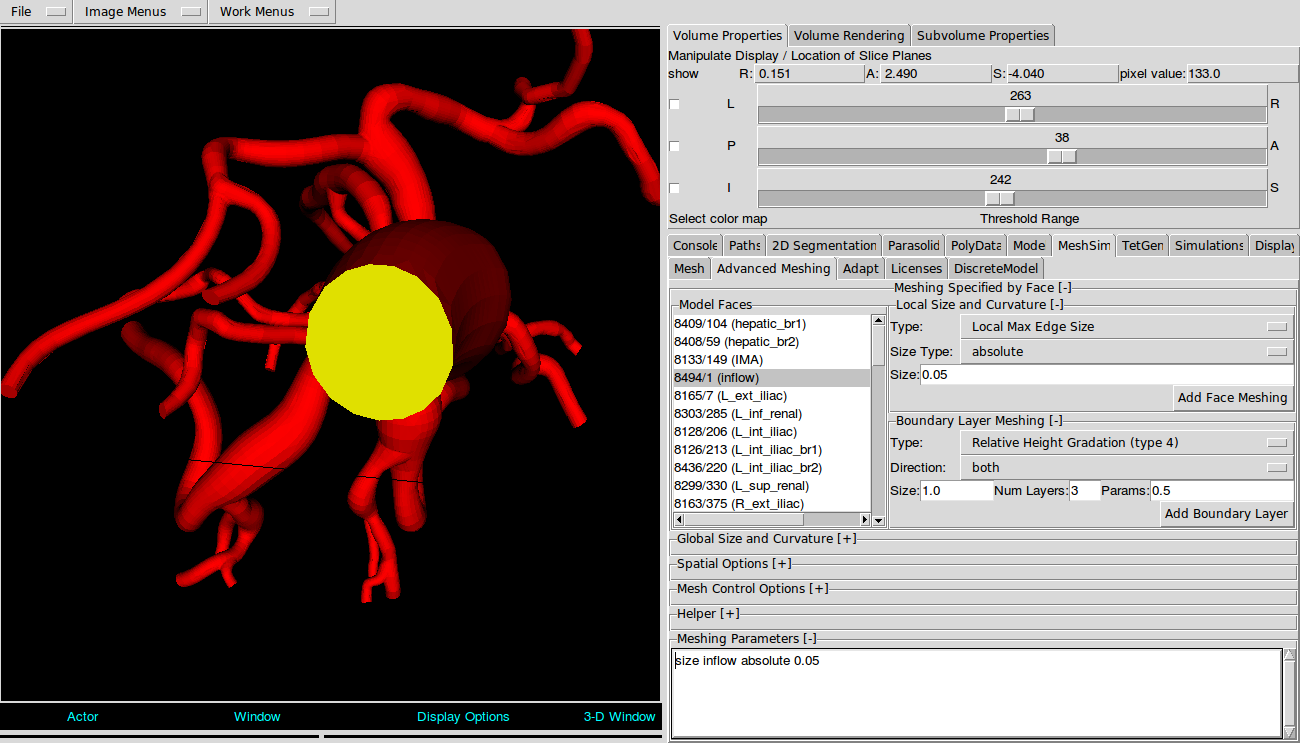 File Image Menus Work Menus
Volume Properties Volume Rendering Subvolume Properties
Manipulate Display / Location of Slice Planes
show R: 0.151 A: 2.490 S: -4.040 pixel value: 133.0
263
L R
38
P A
242
I S
Select color map Threshold Range
Console Paths 2D Segmentation Parasolid PolyData Mode MeshSim TetGen Simulations Display
Mesh Advanced Meshing Adapt Licenses DiscreteModel
Meshing Specified by Face [-]
Model Faces
8409/104 (hepatic_br1)
8408/59 (hepatic_br2)
8133/149 (IMA)
8494/1 (inflow)
8165/7 (L_ext_iliac)
8303/285 (L_inf_renal)
8128/206 (L_int_iliac)
8126/213 (L_int_iliac_br1)
8436/220 (L_int_iliac_br2)
8299/330 (L_sup_renal)
8163/375 (R_ext_iliac)
Local Size and Curvature [-]
Type: Local Max Edge Size
Size Type: absolute
Size: 0.05
Add Face Meshing
Boundary Layer Meshing [-]
Type: Relative Height Gradation (type 4)
Direction: both
Size: 1.0 Num Layers: 3 Params: 0.5
Add Boundary Layer
Global Size and Curvature [+]
Spatial Options [+]
Mesh Control Options [+]
Helper [+]
Meshing Parameters [-]
size inflow absolute 0.05
Actor Window Display Options 3-D Window